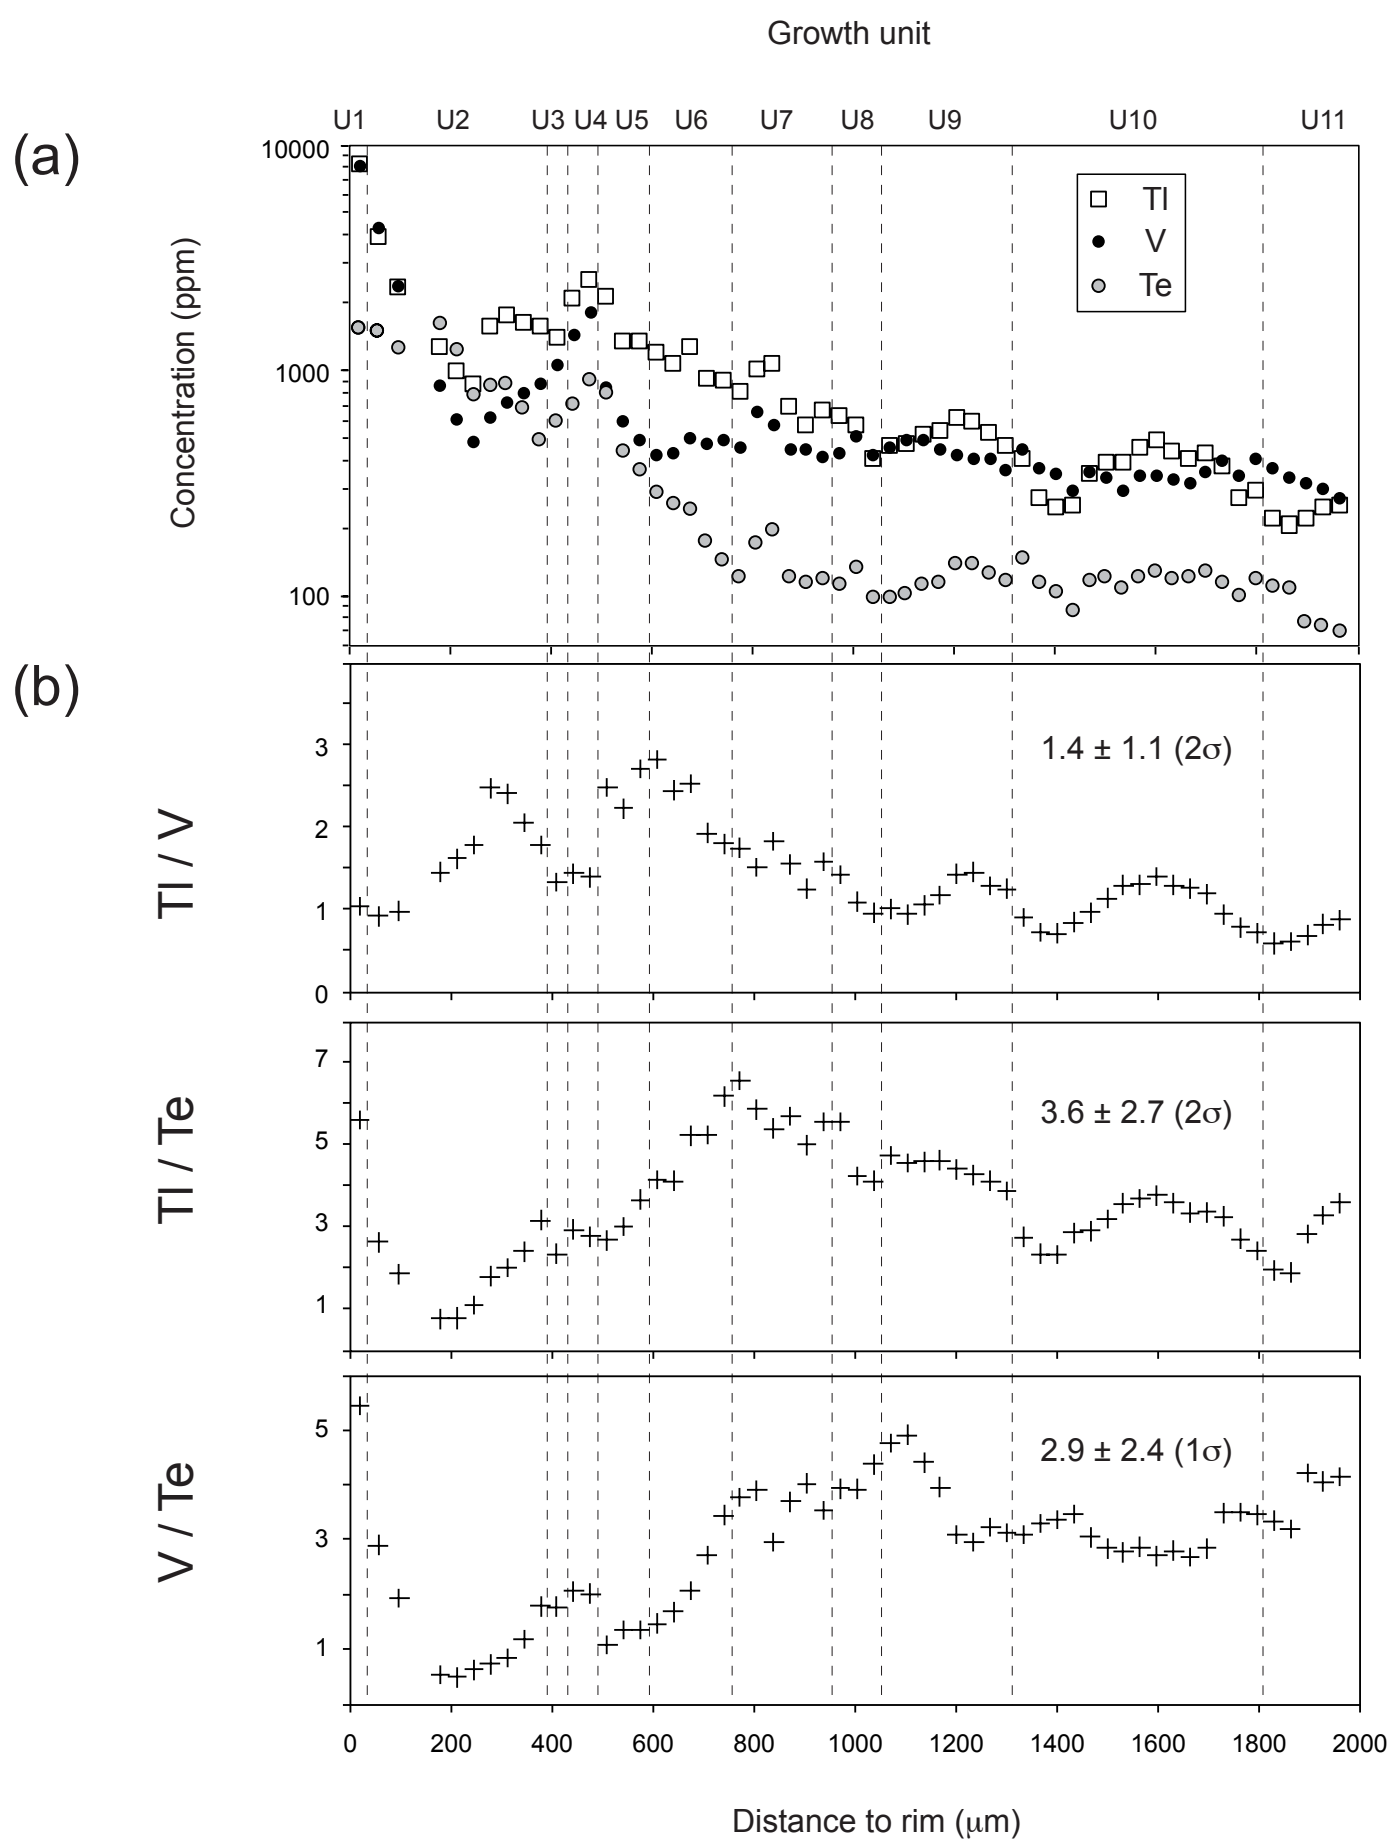 Growth unit
U1 U2 U3 U4 U5 U6 U7 U8 U9 U10 U11
(a)
10000
1000
100
Concentration (ppm)
Tl
V
Te
(b)
3
2
1
0
Tl / V
1.4 ± 1.1 (2σ)
7
5
3
1
Tl / Te
3.6 ± 2.7 (2σ)
5
3
1
V / Te
2.9 ± 2.4 (1σ)
0 200 400 600 800 1000 1200 1400 1600 1800 2000
Distance to rim (μm)